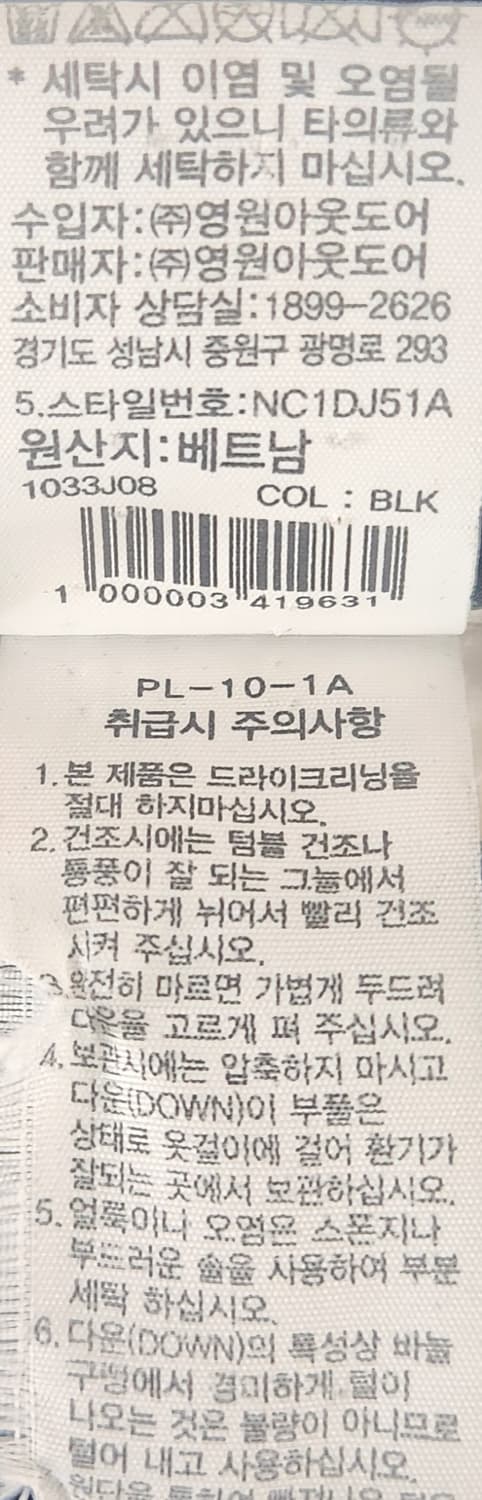 * 세탁시 이염 및 오염될
우려가 있으니 타의류와
함께 세탁하지 마십시오.
수입자:㈜영원아웃도어
판매자:㈜영원아웃도어
소비자 상담실:1899-2626
경기도 성남시 중원구 광명로 293
5.스타일번호:NC1DJ51A
원산지:베트남
1033J08
COL : BLK
1 000003 419631
PL-10-1A
취급시 주의사항
1.본 제품은 드라이크리닝을
절대 하지마십시오.
2.건조시에는 텀블 건조나
통풍이 잘 되는 그늘에서
편편하게 뉘어서 빨리 건조
시켜 주십시오.
3.완전히 마르면 가볍게 두드려
다운을 고르게 펴 주십시오.
4.보관시에는 압축하지 마시고
다운(DOWN)이 부풀은
상태로 옷걸이에 걸어 환기가
잘되는 곳에서 보관하십시오.
5.얼룩이나 오염은 스폰지나
부드러운 솔을 사용하여 부분
세탁 하십시오.
6.다운(DOWN)의 특성상 바늘
구멍에서 경미하게 털이
나오는 것은 불량이 아니므로
털어 내고 사용하십시오.